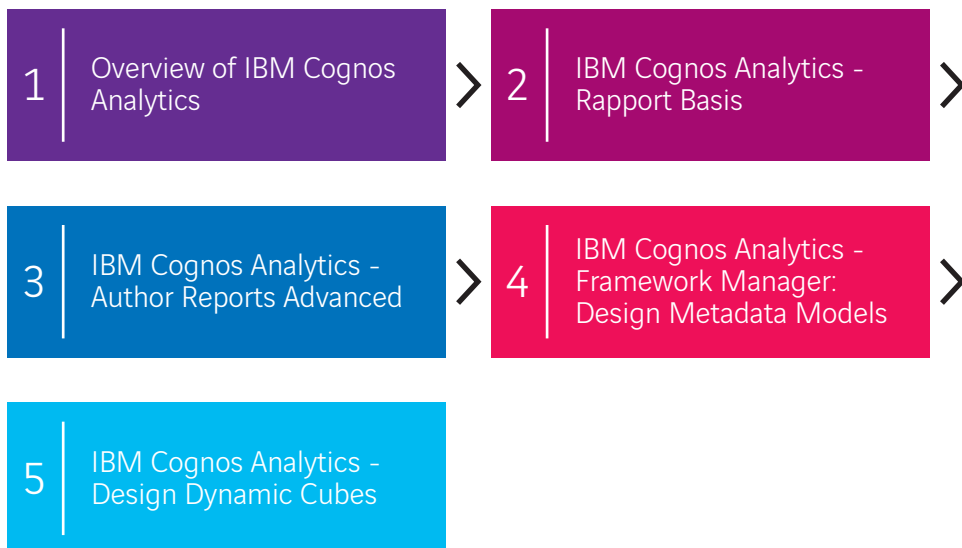 1
Overview of IBM Cognos
Analytics
2
IBM Cognos Analytics -
Rapport Basis
3
IBM Cognos Analytics -
Author Reports Advanced
4
IBM Cognos Analytics -
Framework Manager:
Design Metadata Models
5
IBM Cognos Analytics -
Design Dynamic Cubes